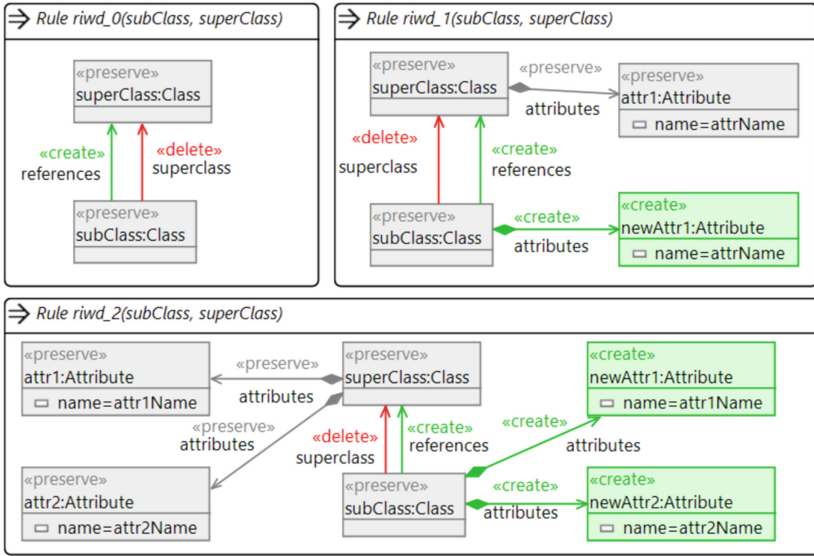 Rule riwd_0(subClass, superClass)
«preserve»
superClass:Class
«create»
references
«delete»
superclass
«preserve»
subClass:Class
Rule riwd_1(subClass, superClass)
«preserve»
superClass:Class
«preserve»
attributes
«preserve»
attr1:Attribute
name=attrName
«delete»
superclass
«create»
references
«preserve»
subClass:Class
«create»
attributes
«create»
newAttr1:Attribute
name=attrName
Rule riwd_2(subClass, superClass)
«preserve»
attr1:Attribute
name=attr1Name
«preserve»
attributes
«preserve»
superClass:Class
«create»
newAttr1:Attribute
name=attr1Name
«preserve»
attributes
«delete»
superclass
«create»
references
«create»
attributes
«preserve»
attr2:Attribute
name=attr2Name
«preserve»
subClass:Class
«create»
attributes
«create»
newAttr2:Attribute
name=attr2Name